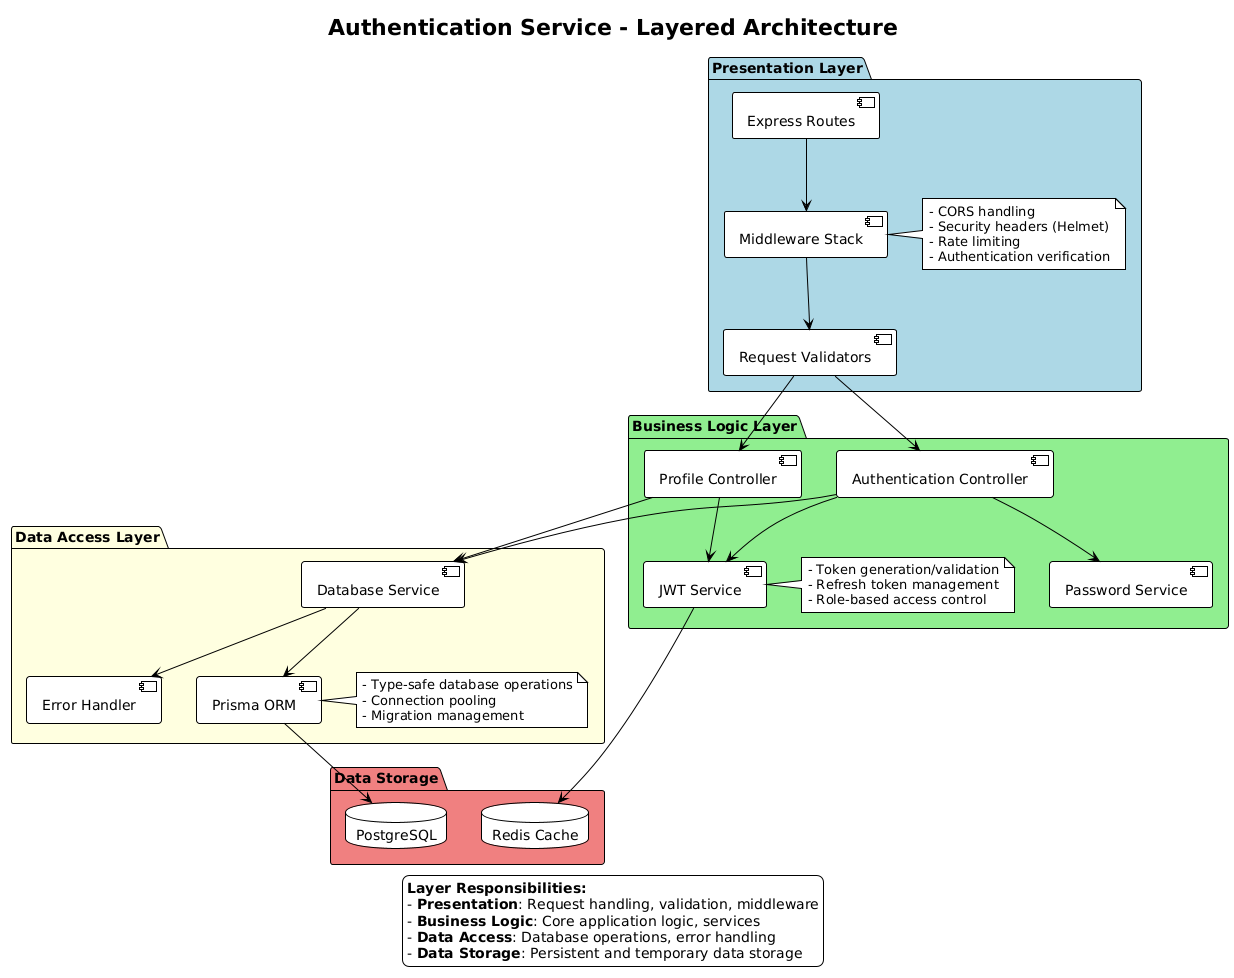 Authentication Service - Layered Architecture
Presentation Layer
Express Routes
Middleware Stack
- CORS handling
- Security headers (Helmet)
- Rate limiting
- Authentication verification
Request Validators
Business Logic Layer
Profile Controller
Authentication Controller
JWT Service
- Token generation/validation
- Refresh token management
- Role-based access control
Password Service
Data Access Layer
Database Service
Error Handler
Prisma ORM
- Type-safe database operations
- Connection pooling
- Migration management
Data Storage
PostgreSQL
Redis Cache
Layer Responsibilities:
- Presentation: Request handling, validation, middleware
- Business Logic: Core application logic, services
- Data Access: Database operations, error handling
- Data Storage: Persistent and temporary data storage